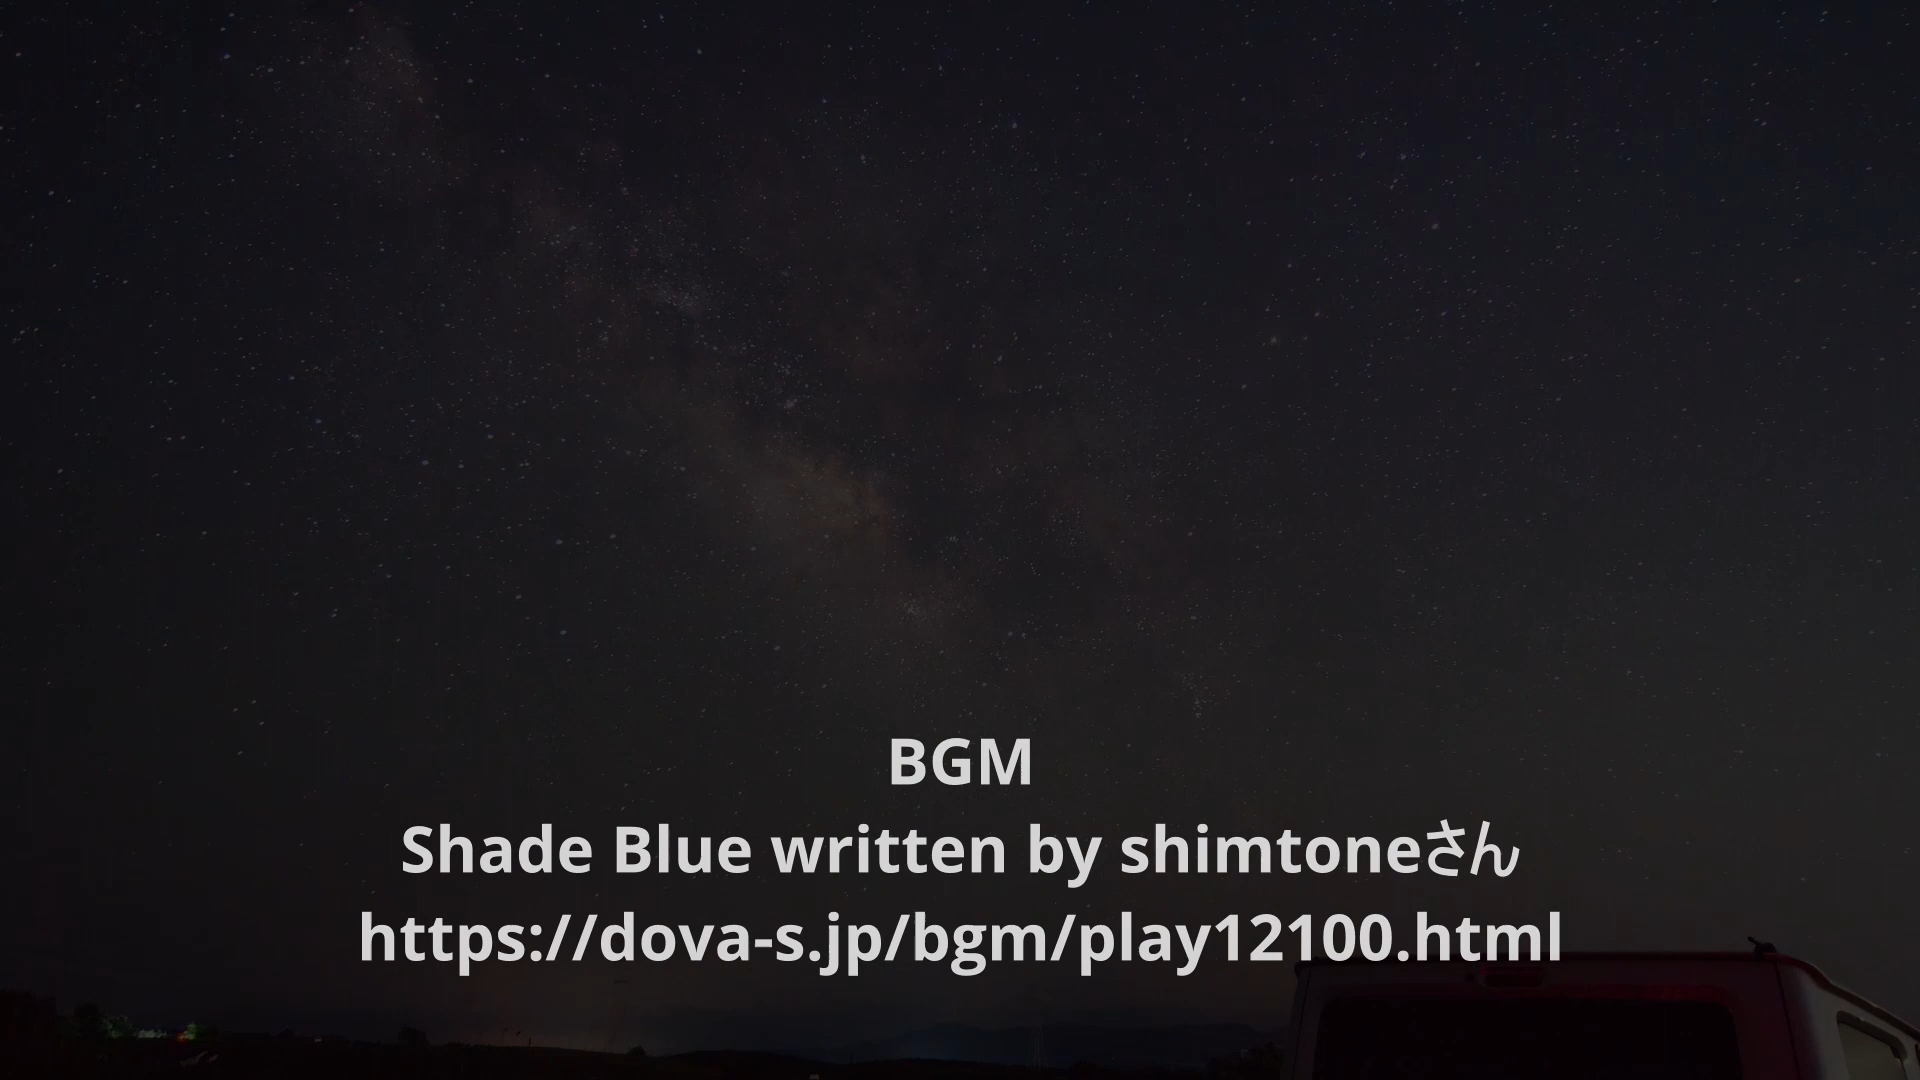 BGM
Shade Blue written by shimtoneさん
https://dova-s.jp/bgm/play12100.html